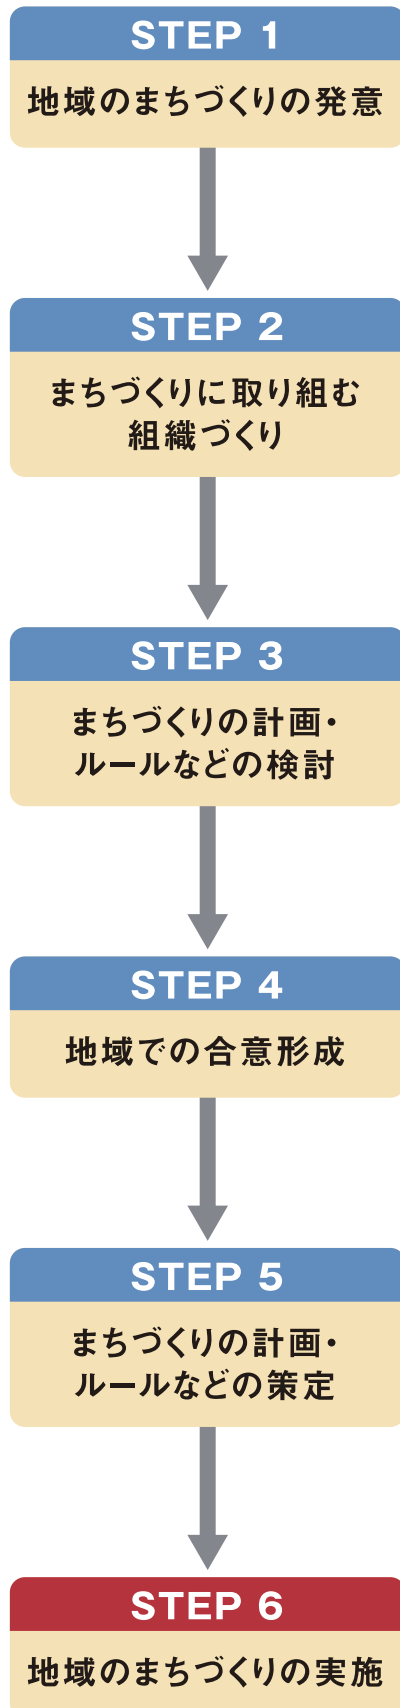 STEP 1
地域のまちづくりの発意
STEP 2
まちづくりに取り組む
組織づくり
STEP 3
まちづくりの計画・
ルールなどの検討
STEP 4
地域での合意形成
STEP 5
まちづくりの計画・
ルールなどの策定
STEP 6
地域のまちづくりの実施